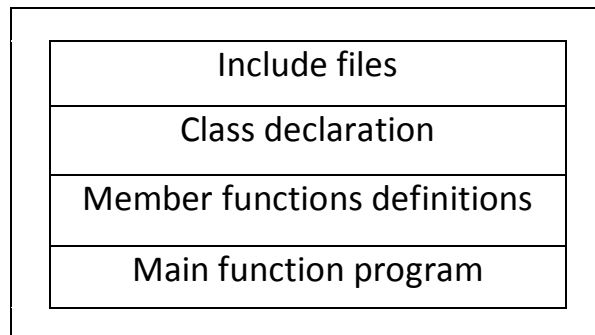 Include files
Class declaration
Member functions definitions
Main function program